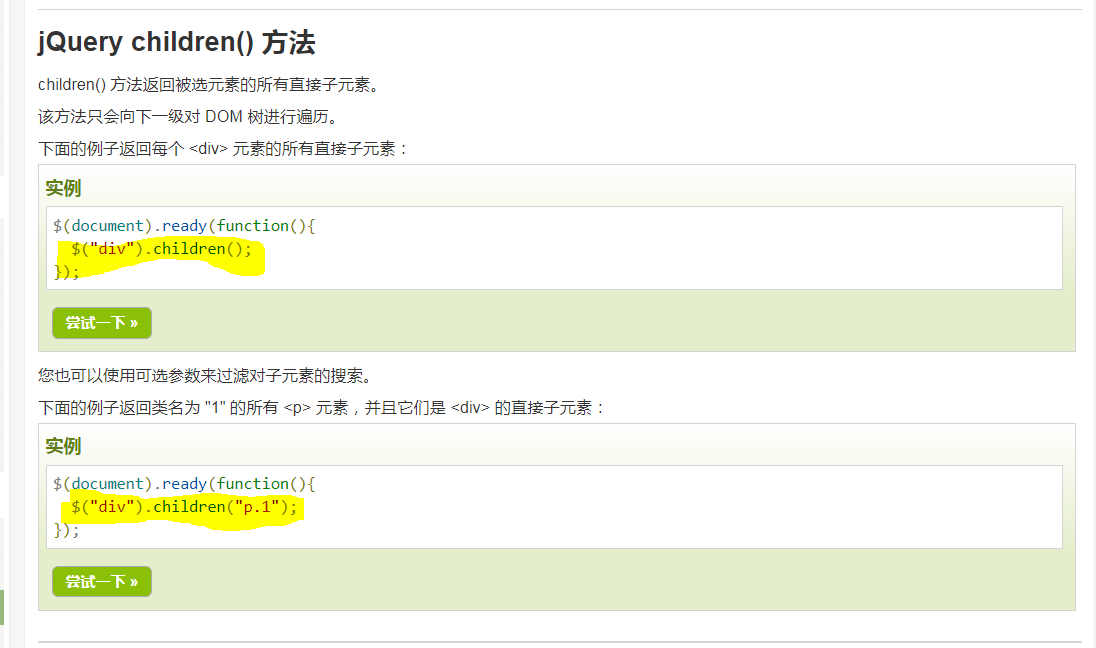 jQuery children() 方法
children() 方法返回被选元素的所有直接子元素。
该方法只会向下一级对 DOM 树进行遍历。
下面的例子返回每个 <div> 元素的所有直接子元素：
实例
$(document).ready(function(){
  $("div").children();
});
尝试一下 »
您也可以使用可选参数来过滤对子元素的搜索。
下面的例子返回类名为 "1" 的所有 <p> 元素，并且它们是 <div> 的直接子元素：
实例
$(document).ready(function(){
  $("div").children("p.1");
});
尝试一下 »